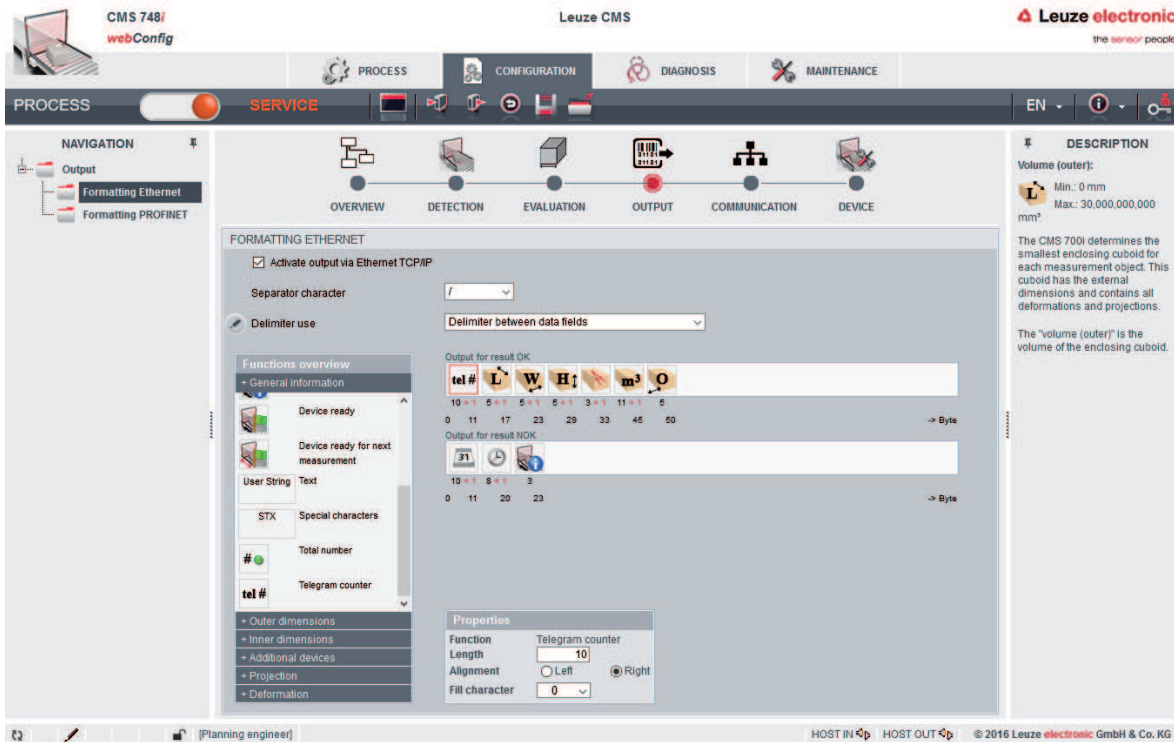 CMS 748i
webConfig
Leuze CMS
Leuze electronic
the sensor people
PROCESS
CONFIGURATION
DIAGNOSIS
MAINTENANCE
PROCESS
SERVICE
EN
NAVIGATION
Output
Formatting Ethernet
Formatting PROFINET
OVERVIEW
DETECTION
EVALUATION
OUTPUT
COMMUNICATION
DEVICE
FORMATTING ETHERNET
Activate output via Ethernet TCP/IP
Separator character
/
Delimiter use
Delimiter between data fields
Functions overview
+ General information
Device ready
Device ready for next
measurement
User String Text
STX Special characters
# Total number
tel # Telegram counter
+ Outer dimensions
+ Inner dimensions
+ Additional devices
+ Projection
+ Deformation
Output for result OK
tel # L W H m³ O
10 + 1 5 + 1 5 + 1 5 + 1 3 + 1 11 + 1 5
0 11 17 23 29 33 45 50 -> Byte
Output for result NOK
31
10 + 1 8 + 1 3
0 11 20 23 -> Byte
Properties
Function Telegram counter
Length 10
Alignment Left Right
Fill character 0
DESCRIPTION
Volume (outer):
L
Min.: 0 mm
Max.: 30,000,000,000
mm³
The CMS 700i determines the
smallest enclosing cuboid for
each measurement object. This
cuboid has the external
dimensions and contains all
deformations and projections.
The "volume (outer)" is the
volume of the enclosing cuboid.
[Planning engineer]
HOST IN
HOST OUT
© 2016 Leuze electronic GmbH & Co. KG